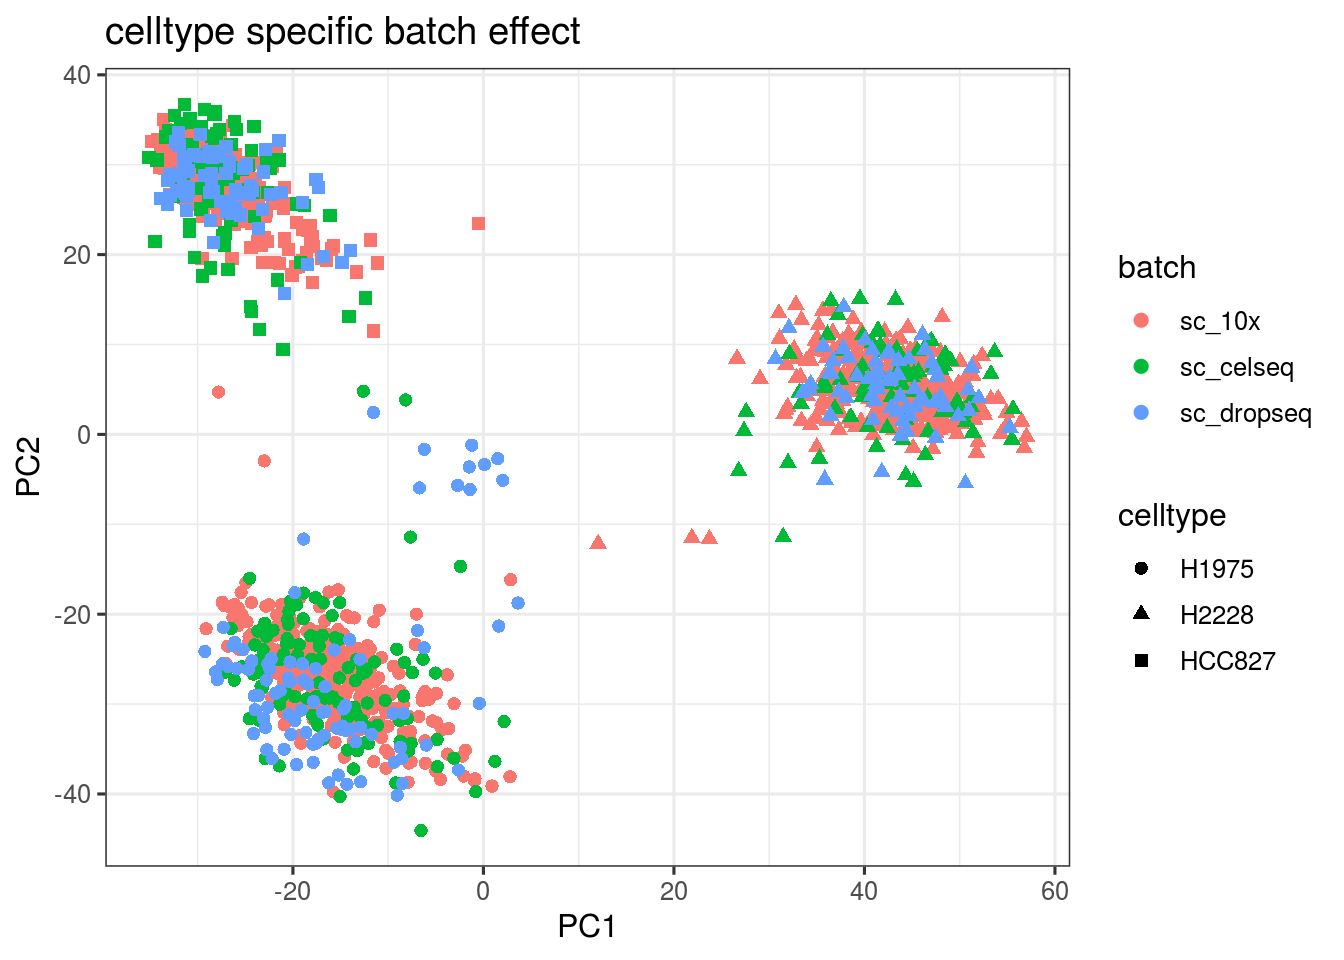 celltype specific batch effect
40
20
0
-20
-40
PC2
-20
0
20
40
60
PC1
batch
sc_10x
sc_celseq
sc_dropseq
celltype
H1975
H2228
HCC827